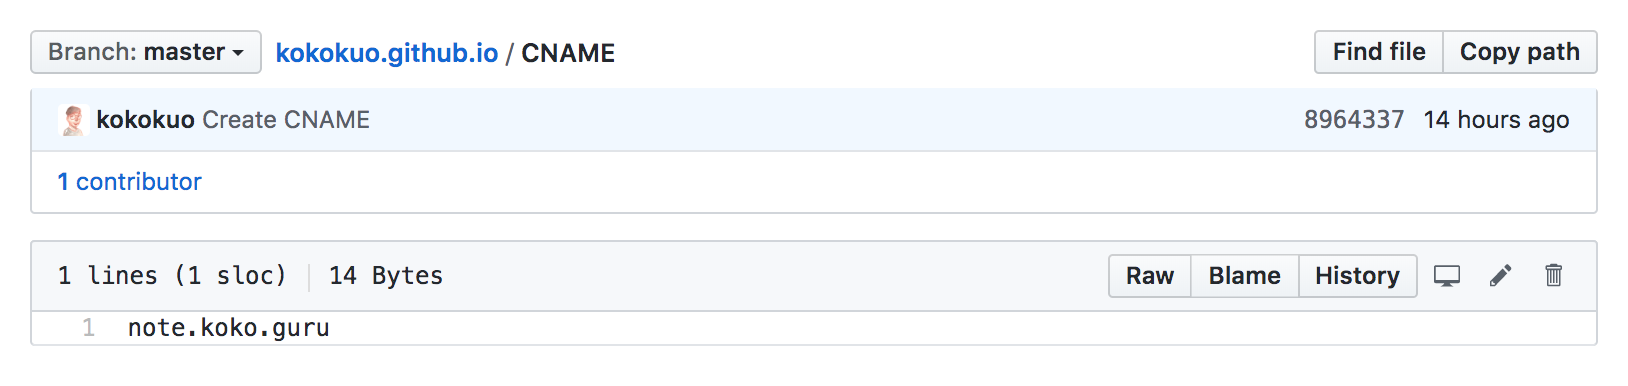 Branch: master kokokuo.github.io / CNAME Find file Copy path
kokokuo Create CNAME 8964337 14 hours ago
1 contributor
1 lines (1 sloc) 14 Bytes Raw Blame History
1 note.koko.guru